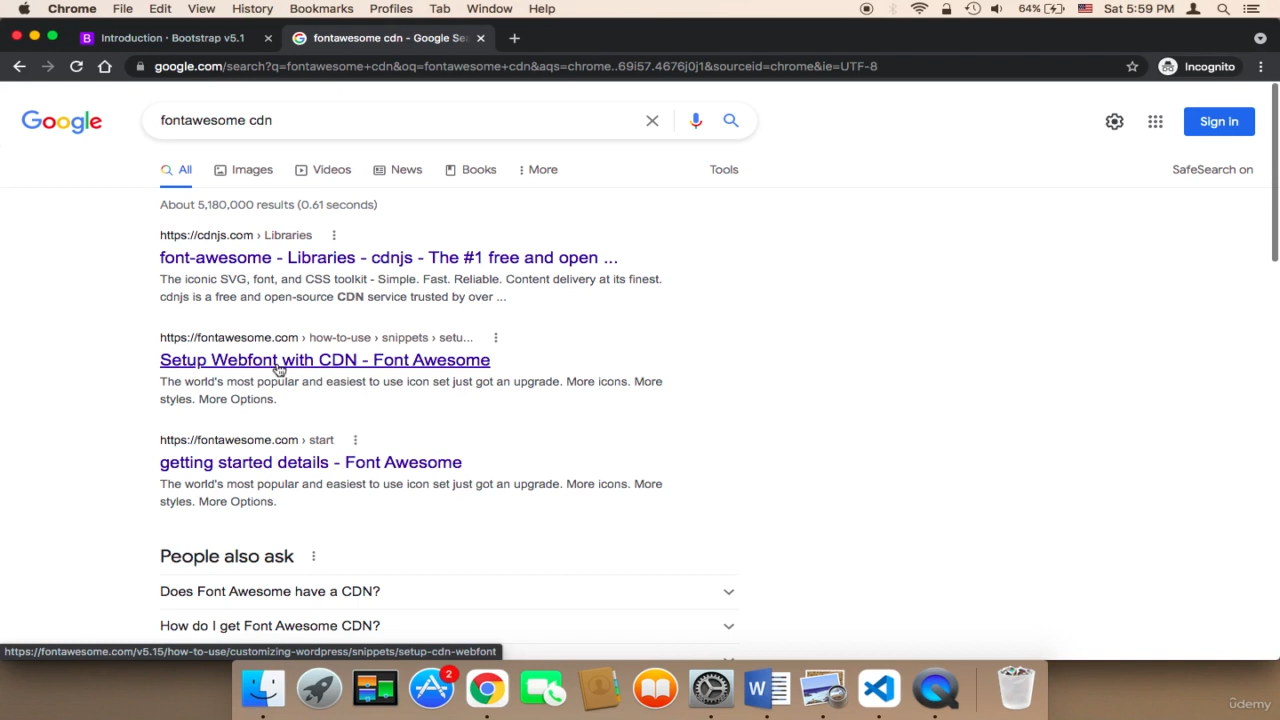 Chrome File Edit View History Bookmarks Profiles Tab Window Help 64% Sat 5:59 PM
B Introduction · Bootstrap v5.1 fontawesome cdn - Google Sea
google.com/search?q=fontawesome+cdn&oq=fontawesome+cdn&aqs=chrome..69i57.4676j0j1&sourceid=chrome&ie=UTF-8 Incognito
Google fontawesome cdn Sign in
All Images Videos News Books More Tools SafeSearch on
About 5,180,000 results (0.61 seconds)
https://cdnjs.com › Libraries
font-awesome - Libraries - cdnjs - The #1 free and open ...
The iconic SVG, font, and CSS toolkit - Simple. Fast. Reliable. Content delivery at its finest.
cdnjs is a free and open-source CDN service trusted by over ...
https://fontawesome.com › how-to-use › snippets › setu...
Setup Webfont with CDN - Font Awesome
The world's most popular and easiest to use icon set just got an upgrade. More icons. More
styles. More Options.
https://fontawesome.com › start
getting started details - Font Awesome
The world's most popular and easiest to use icon set just got an upgrade. More icons. More
styles. More Options.
People also ask
Does Font Awesome have a CDN?
How do I get Font Awesome CDN?
https://fontawesome.com/v5.15/how-to-use/customizing-wordpress/snippets/setup-cdn-webfont
2
W
ûdemy